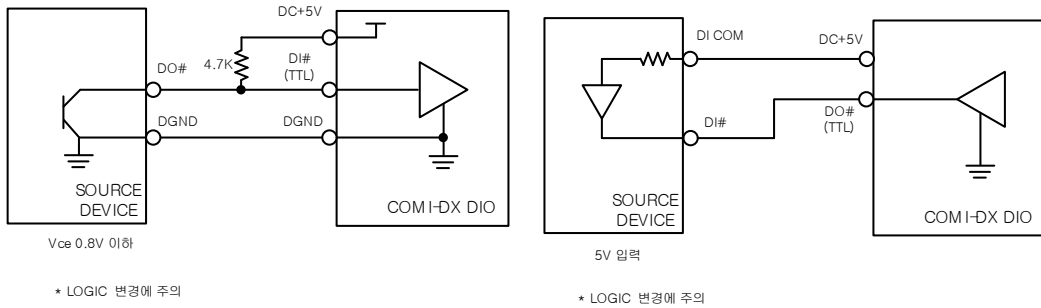 DC+5V
4.7K
DO#
DI#
(TTL)
DGND
DGND
SOURCE
DEVICE
COMI-DX DIO
Vce 0.8V 이하
* LOGIC 변경에 주의
DI COM
DC+5V
DO#
(TTL)
DI#
SOURCE
DEVICE
COMI-DX DIO
5V 입력
* LOGIC 변경에 주의